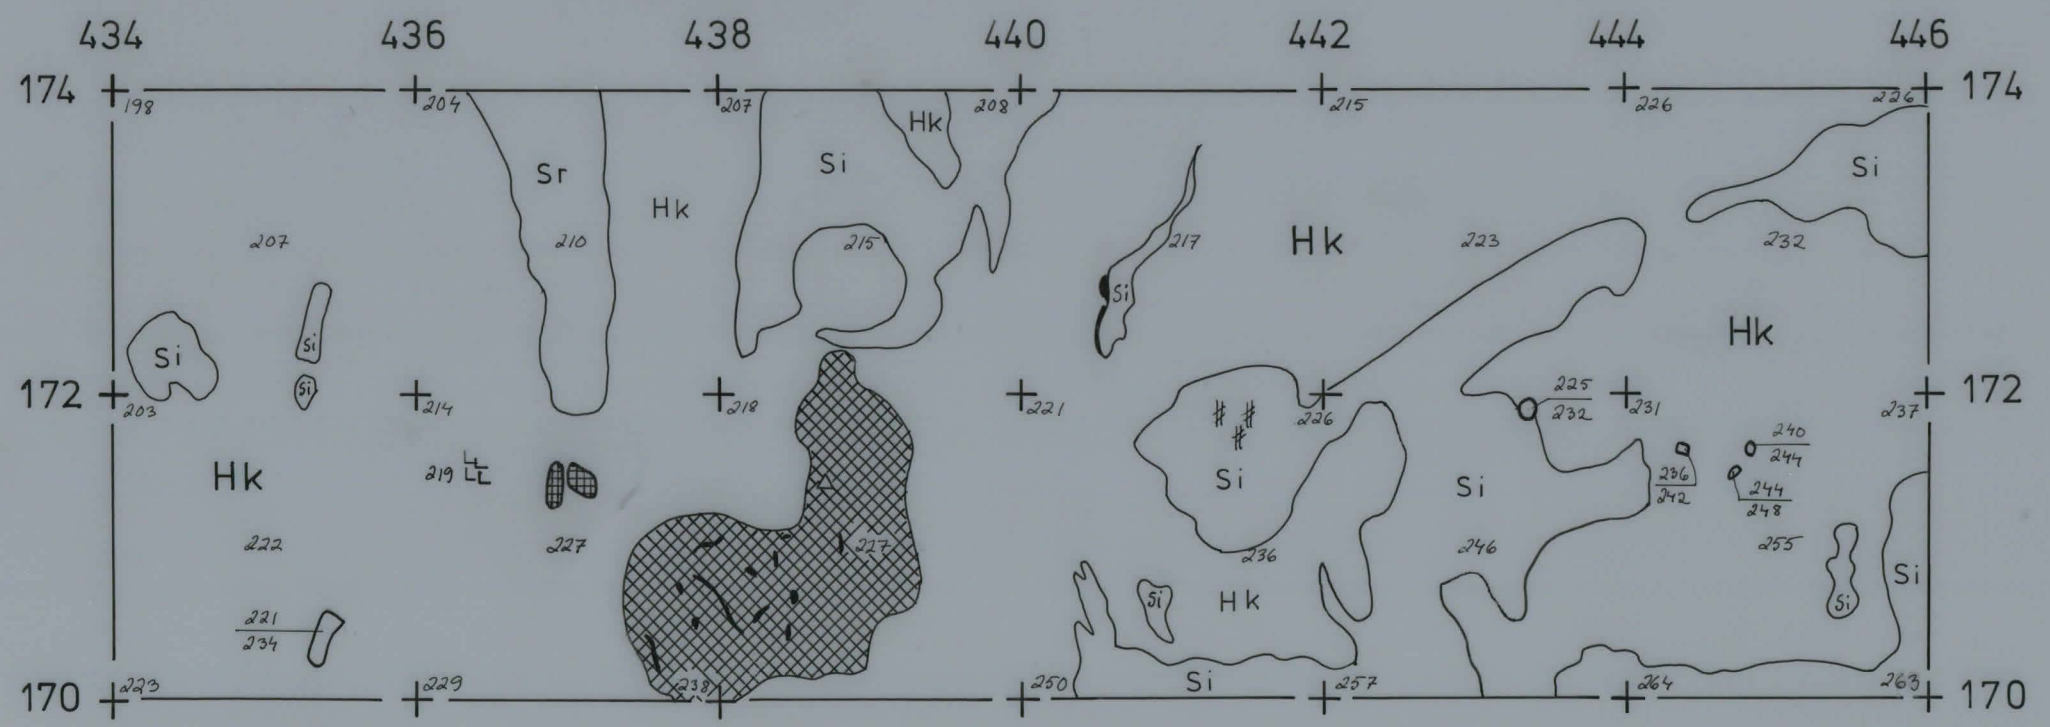 434 436 438 440 442 444 446
174 174
198 204 207 208 215 226 226
Hk
Si Si
Sr
Hk
207 210 215 217 Hk 223 232
Si
Hk
Si Si
Si
172 172
203 214 218 221 226 231 237
225
232
240
244
Hk 219 Si Si 236
242
244
248
222 227 227 236 246 255
Si
Si Hk Si
221
234
Si
170 170
223 229 238 250 257 264 263